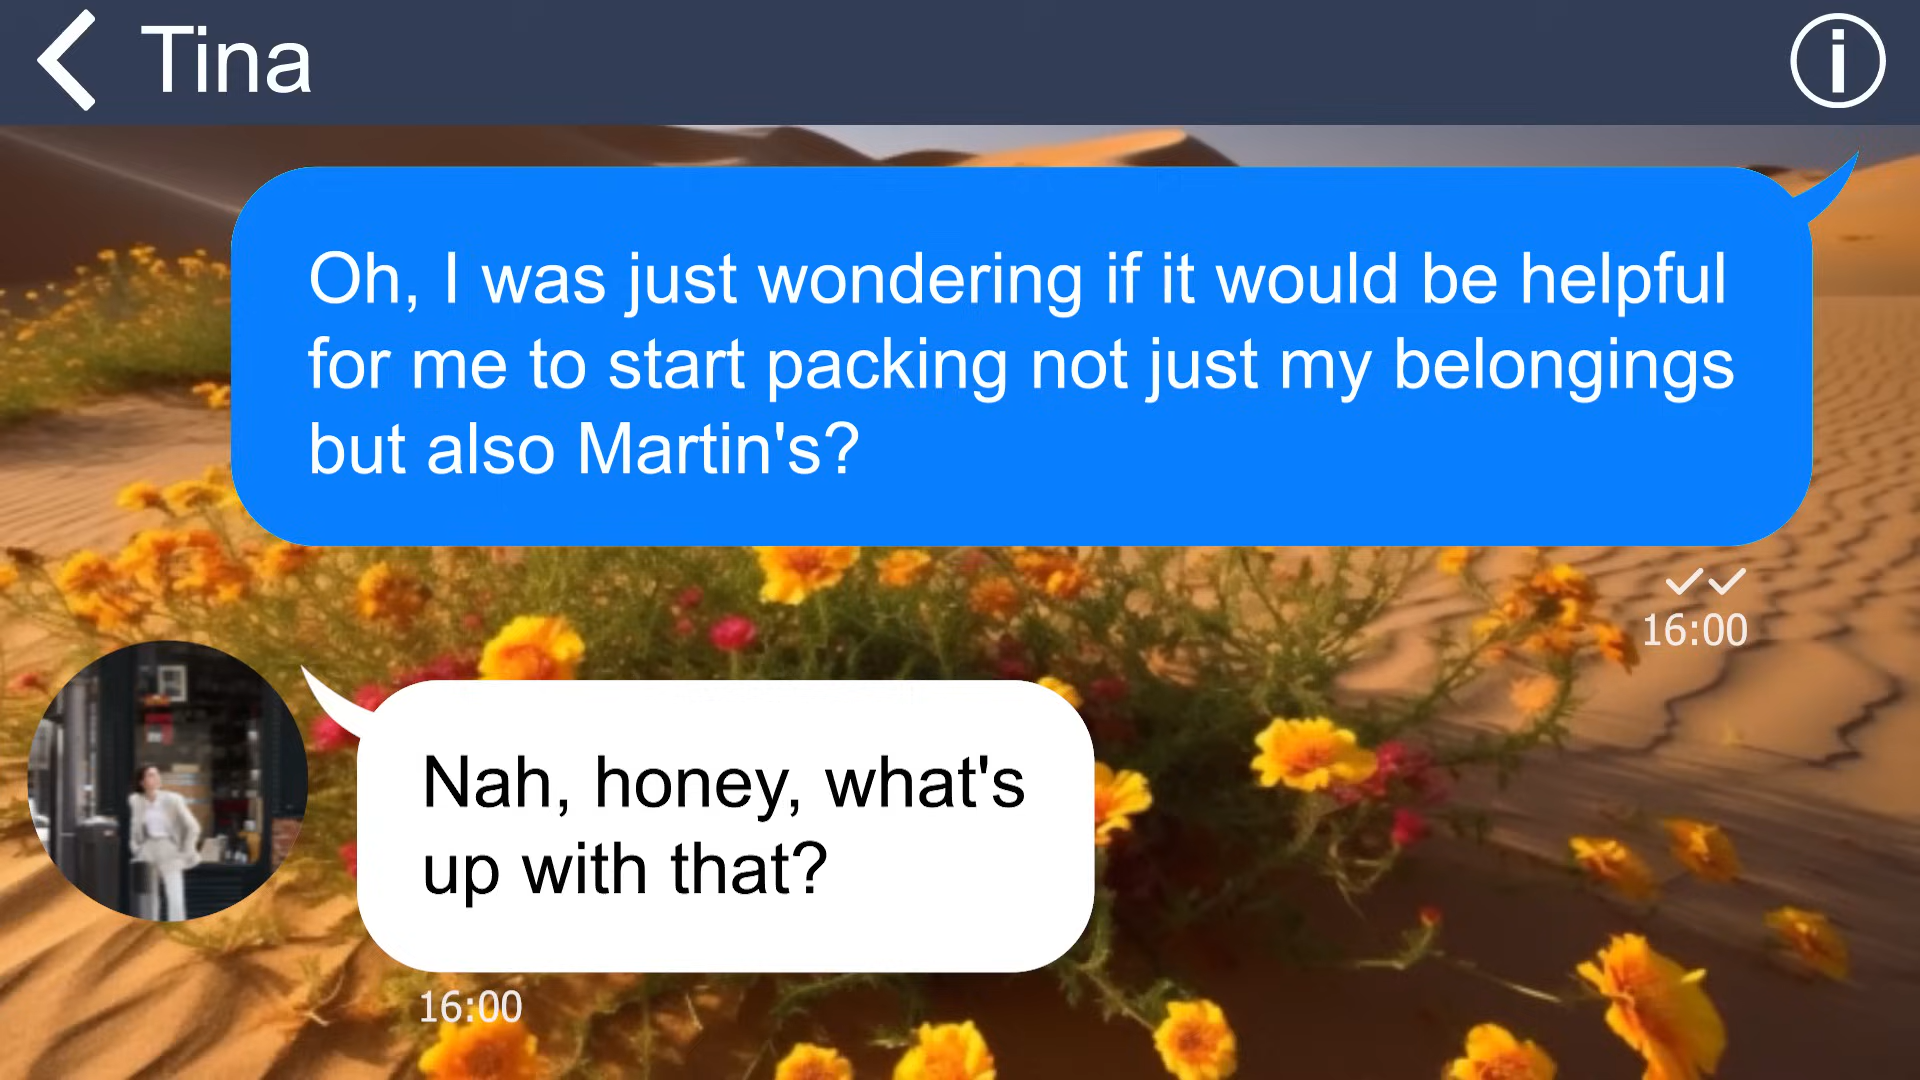 Tina
Oh, I was just wondering if it would be helpful
for me to start packing not just my belongings
but also Martin's?
16:00
Nah, honey, what's
up with that?
16:00